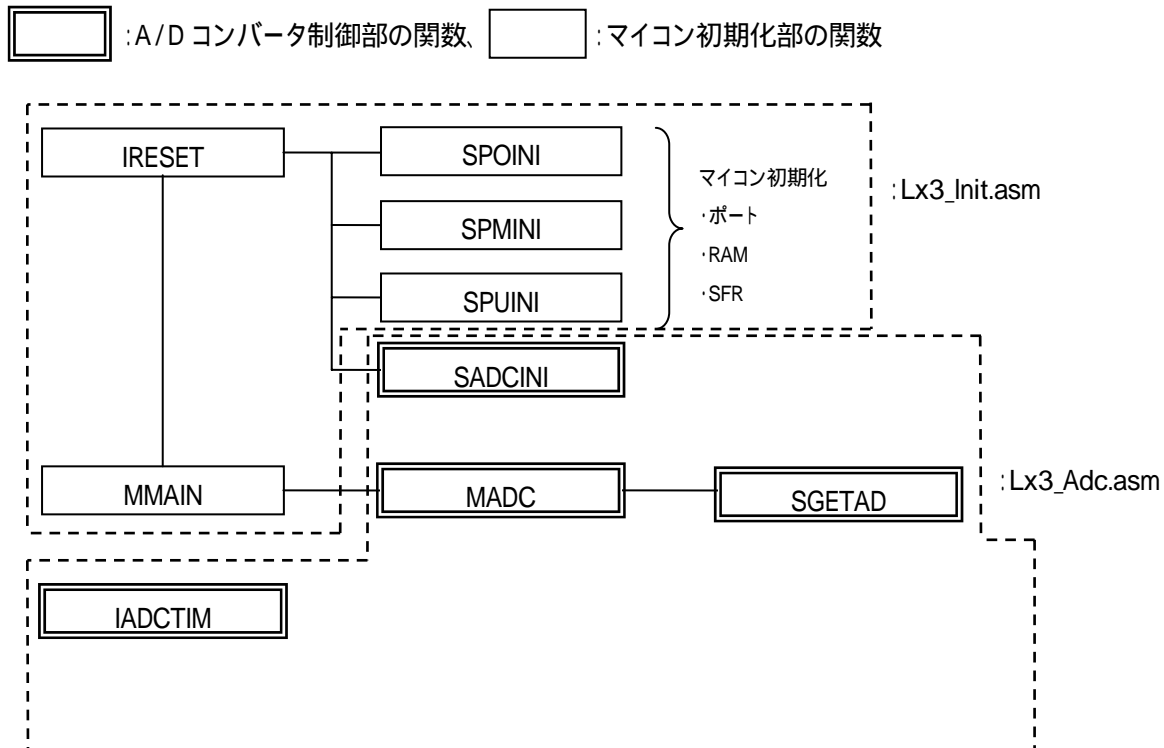 :A/Dコンバータ制御部の関数、 :マイコン初期化部の関数
IRESET
SPOINI
マイコン初期化
・ポート
・RAM
・SFR
:Lx3_Init.asm
SPMINI
SPUINI
SADCINI
MMAIN
MADC
SGETAD
:Lx3_Adc.asm
IADCTIM